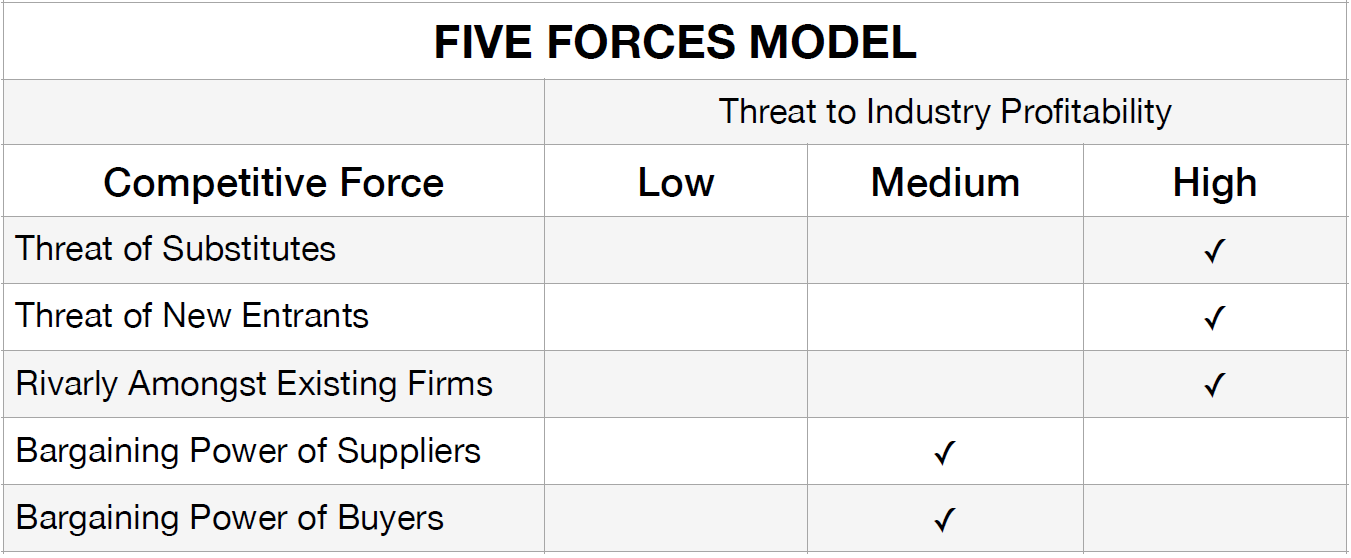 FIVE FORCES MODEL
Threat to Industry Profitability
Competitive Force Low Medium High
Threat of Substitutes ✓
Threat of New Entrants ✓
Rivarly Amongst Existing Firms ✓
Bargaining Power of Suppliers ✓
Bargaining Power of Buyers ✓